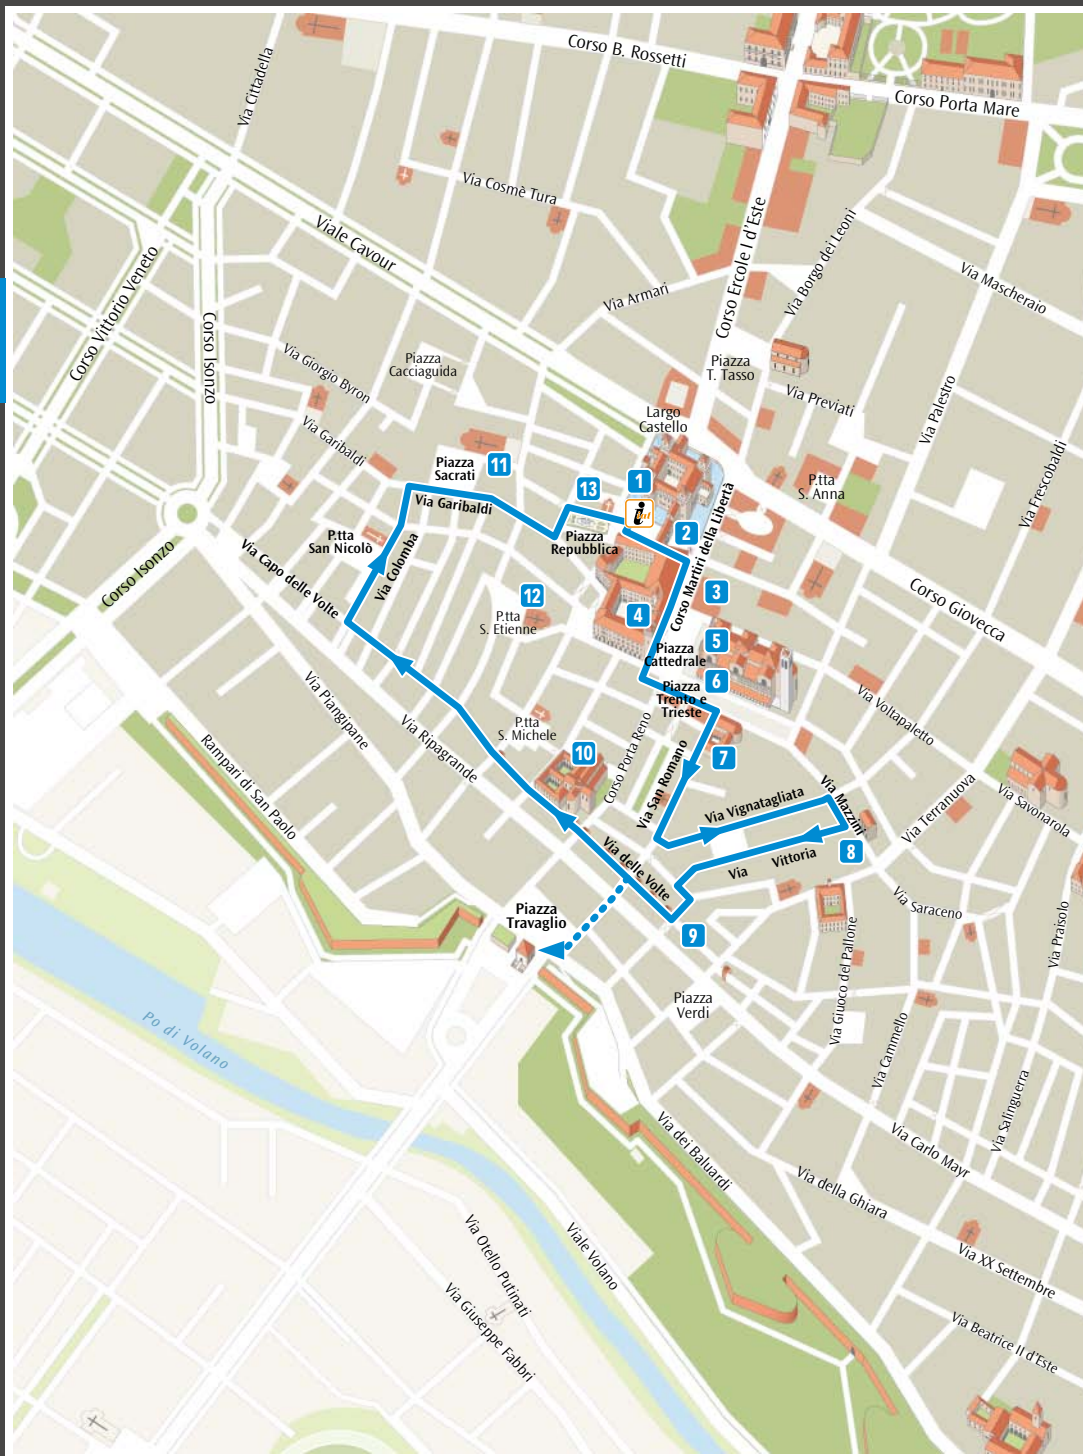 Corso B. Rossetti
Corso Porta Mare
Via Cittadella
Via Cosmè Tura
Viale Cavour
Corso Ercole I d'Este
Via Borgo dei Leoni
Via Mascheraio
Via Armari
Corso Vittorio Veneto
Corso Isonzo
Via Giorgio Byron
Piazza
Cacciaguida
Piazza
T. Tasso
Via Previati
Via Palestro
Via Frescobaldi
Largo
Castello
Via Garibaldi
Piazza
Sacrati
11
13
1
i
P.tta
S. Anna
Via Garibaldi
P.tta
San Nicolò
Via Colomba
Piazza
Repubblica
2
Corso Martiri della Libertà
3
Via Capo delle Volte
Corso Isonzo
12
P.tta
S. Etienne
4
5
Piazza
Cattedrale
6
Piazza
Trento e
Trieste
Corso Giovecca
Via Piangipane
Via Ripagrande
P.tta
S. Michele
10
Corso Porta Reno
Via San Romano
7
Via Voltapaletto
Via Vignatagliata
Via Mazzini
Via Terranuova
Via Savonarola
Rampari di San Paolo
Via delle Volte
Via Vittoria
8
Via Saraceno
Via Praisolo
Piazza
Travaglio
9
Piazza
Verdi
Via Giuoco del Pallone
Via Cammello
Via Salinguerra
Po di Volano
Via dei Baluardi
Via Carlo Mayr
Via della Ghiara
Via XX Settembre
Via Beatrice II d'Este
Viale Volano
Via Otello Putinati
Via Giuseppe Fabbri